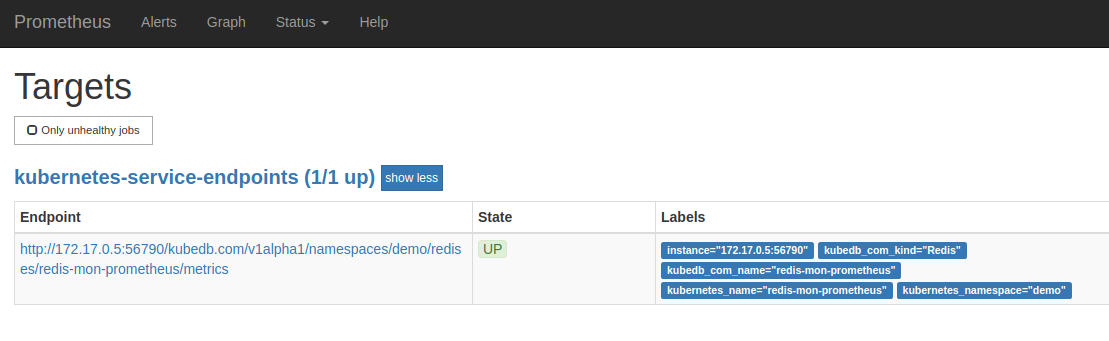 Prometheus Alerts Graph Status Help
Targets
Only unhealthy jobs
kubernetes-service-endpoints (1/1 up) show less
Endpoint State Labels
http://172.17.0.5:56790/kubedb.com/v1alpha1/namespaces/demo/redis UP instance="172.17.0.5:56790" kubedb_com_kind="Redis"
es/redis-mon-prometheus/metrics kubedb_com_name="redis-mon-prometheus"
kubernetes_name="redis-mon-prometheus" kubernetes_namespace="demo"